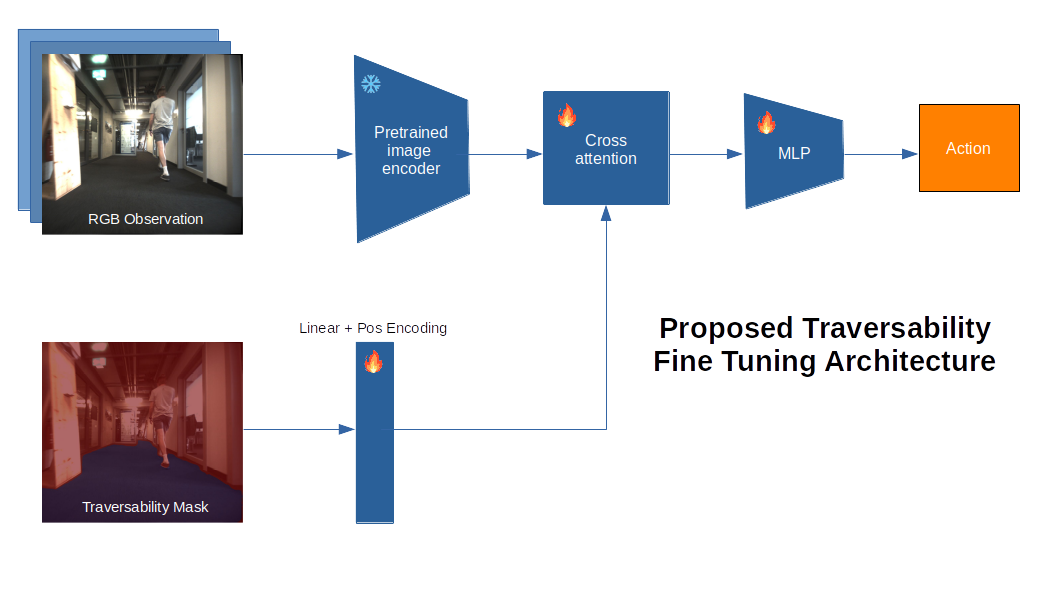 RGB Observation
Pretrained
image
encoder
Cross
attention
MLP
Action
Linear + Pos Encoding
Traversability Mask
Proposed Traversability
Fine Tuning Architecture